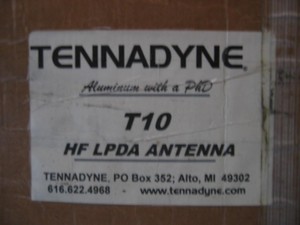 TENNADYNE®
Aluminum with a PhD
T10
HF LPDA ANTENNA
TENNADYNE, PO Box 352; Alto, MI 49302
616.622.4968 - www.tennadyne.com